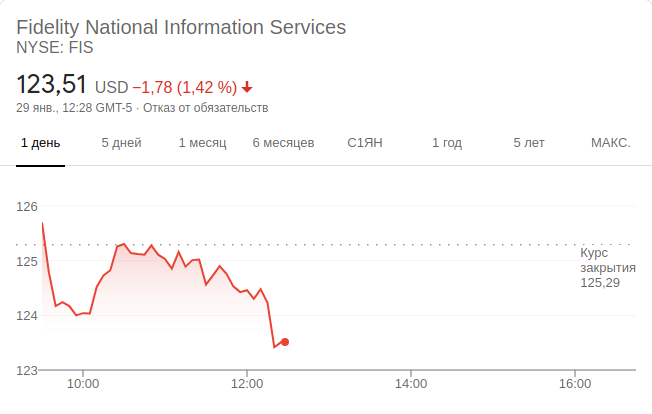 Fidelity National Information Services
NYSE: FIS
123,51 USD −1,78 (1,42 %)
29 янв., 12:28 GMT-5 · Отказ от обязательств
1 день 5 дней 1 месяц 6 месяцев С1ЯН 1 год 5 лет МАКС.
126
125
124
123
Курс
закрытия
125,29
10:00 12:00 14:00 16:00